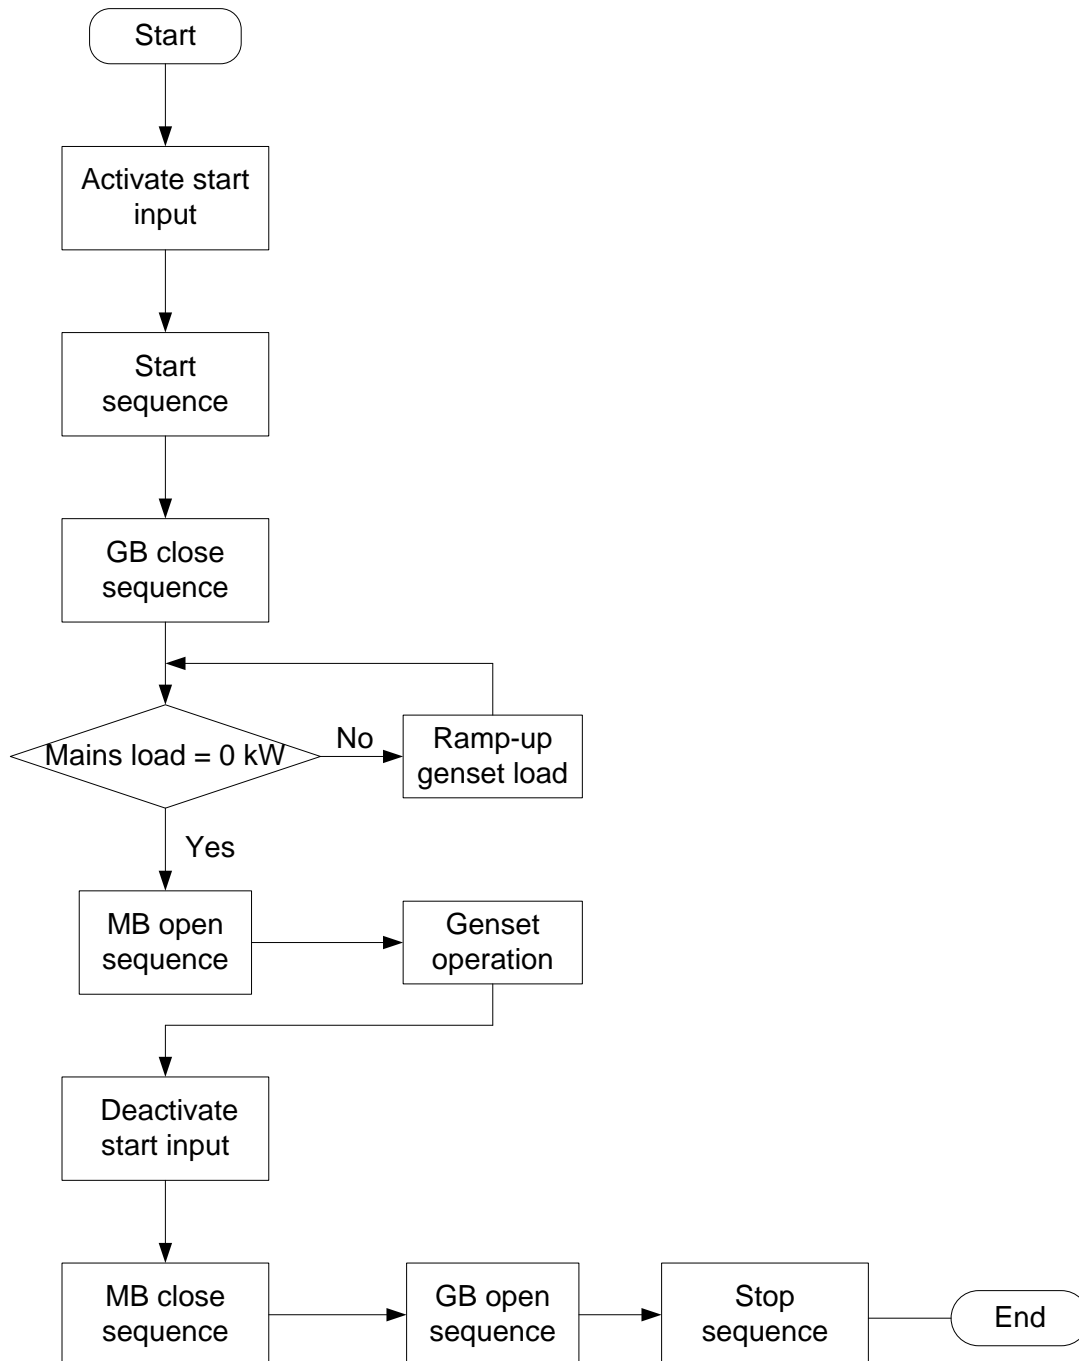 Start
Activate start
input
Start
sequence
GB close
sequence
Mains load = 0 kW
No
Ramp-up
genset load
Yes
MB open
sequence
Genset
operation
Deactivate
start input
MB close
sequence
GB open
sequence
Stop
sequence
End